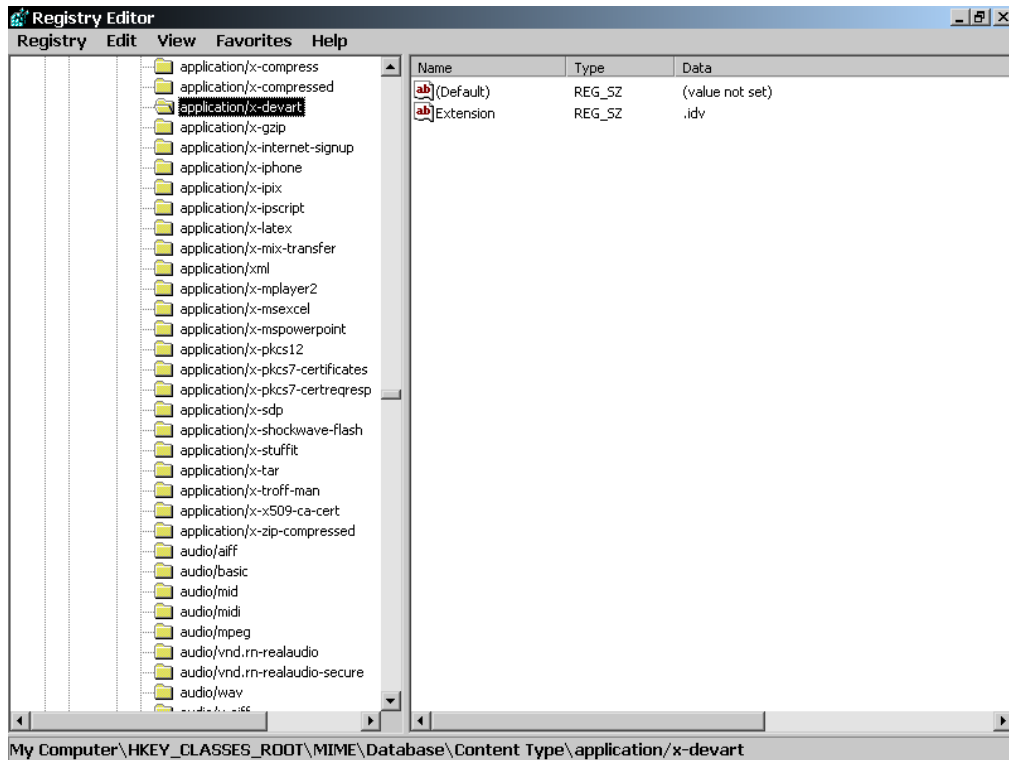 Registry Editor
Registry Edit View Favorites Help
application/x-compress
application/x-compressed
application/x-devart
application/x-gzip
application/x-internet-signup
application/x-iphone
application/x-ipix
application/x-ipscript
application/x-latex
application/x-mix-transfer
application/xml
application/x-mplayer2
application/x-msexcel
application/x-mspowerpoint
application/x-pkcs12
application/x-pkcs7-certificates
application/x-pkcs7-certreqresp
application/x-sdp
application/x-shockwave-flash
application/x-stuffit
application/x-tar
application/x-troff-man
application/x-x509-ca-cert
application/x-zip-compressed
audio/aiff
audio/basic
audio/mid
audio/midi
audio/mpeg
audio/vnd.rn-realaudio
audio/vnd.rn-realaudio-secure
audio/wav
Name Type Data
ab (Default) REG_SZ (value not set)
ab Extension REG_SZ .idv
My Computer\HKEY_CLASSES_ROOT\MIME\Database\Content Type\application/x-devart